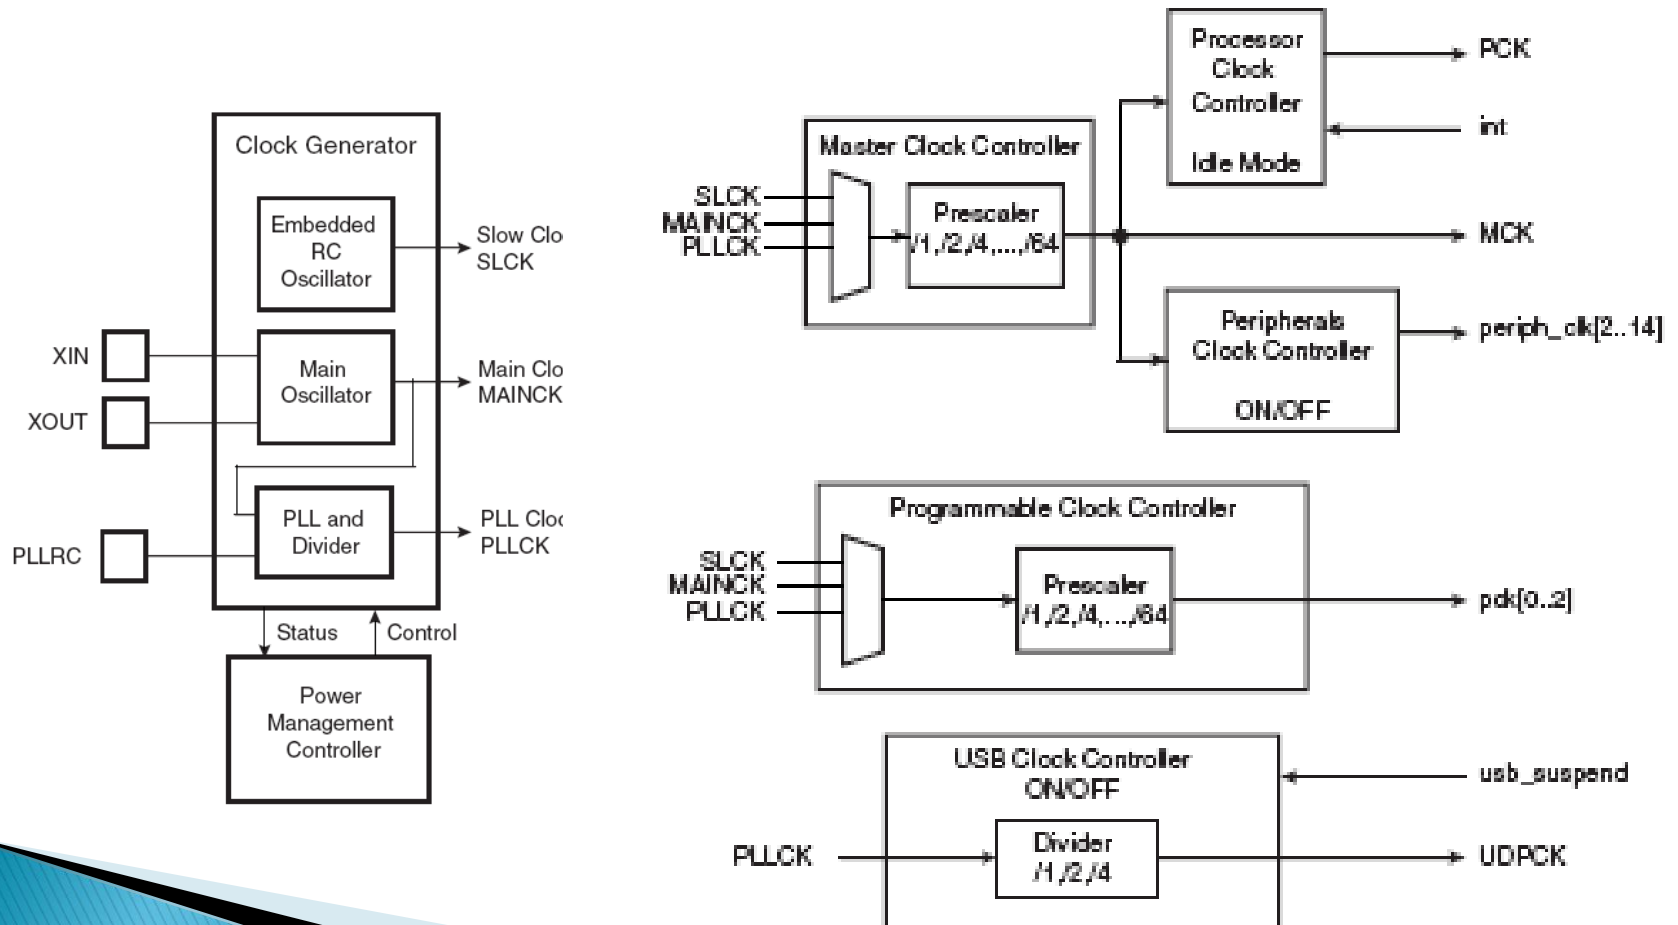 Clock Generator
Embedded
RC
Oscillator
Slow Clo
SLCK
XIN
XOUT
Main
Oscillator
Main Clo
MAINCK
PLLRC
PLL and
Divider
PLL Cloc
PLLCK
Status
Control
Power
Management
Controller
Master Clock Controller
SLCK
MAINCK
PLLCK
Prescaler
/1,/2,/4,...,/64
Processor
Clock
Controller
Idle Mode
PCK
int
MCK
Peripherals
Clock Controller
ON/OFF
periph_clk[2..14]
Programmable Clock Controller
SLCK
MAINCK
PLLCK
Prescaler
/1,/2,/4,...,/64
pck[0..2]
USB Clock Controller
ON/OFF
usb_suspend
PLLCK
Divider
/1,/2,/4
UDPCK